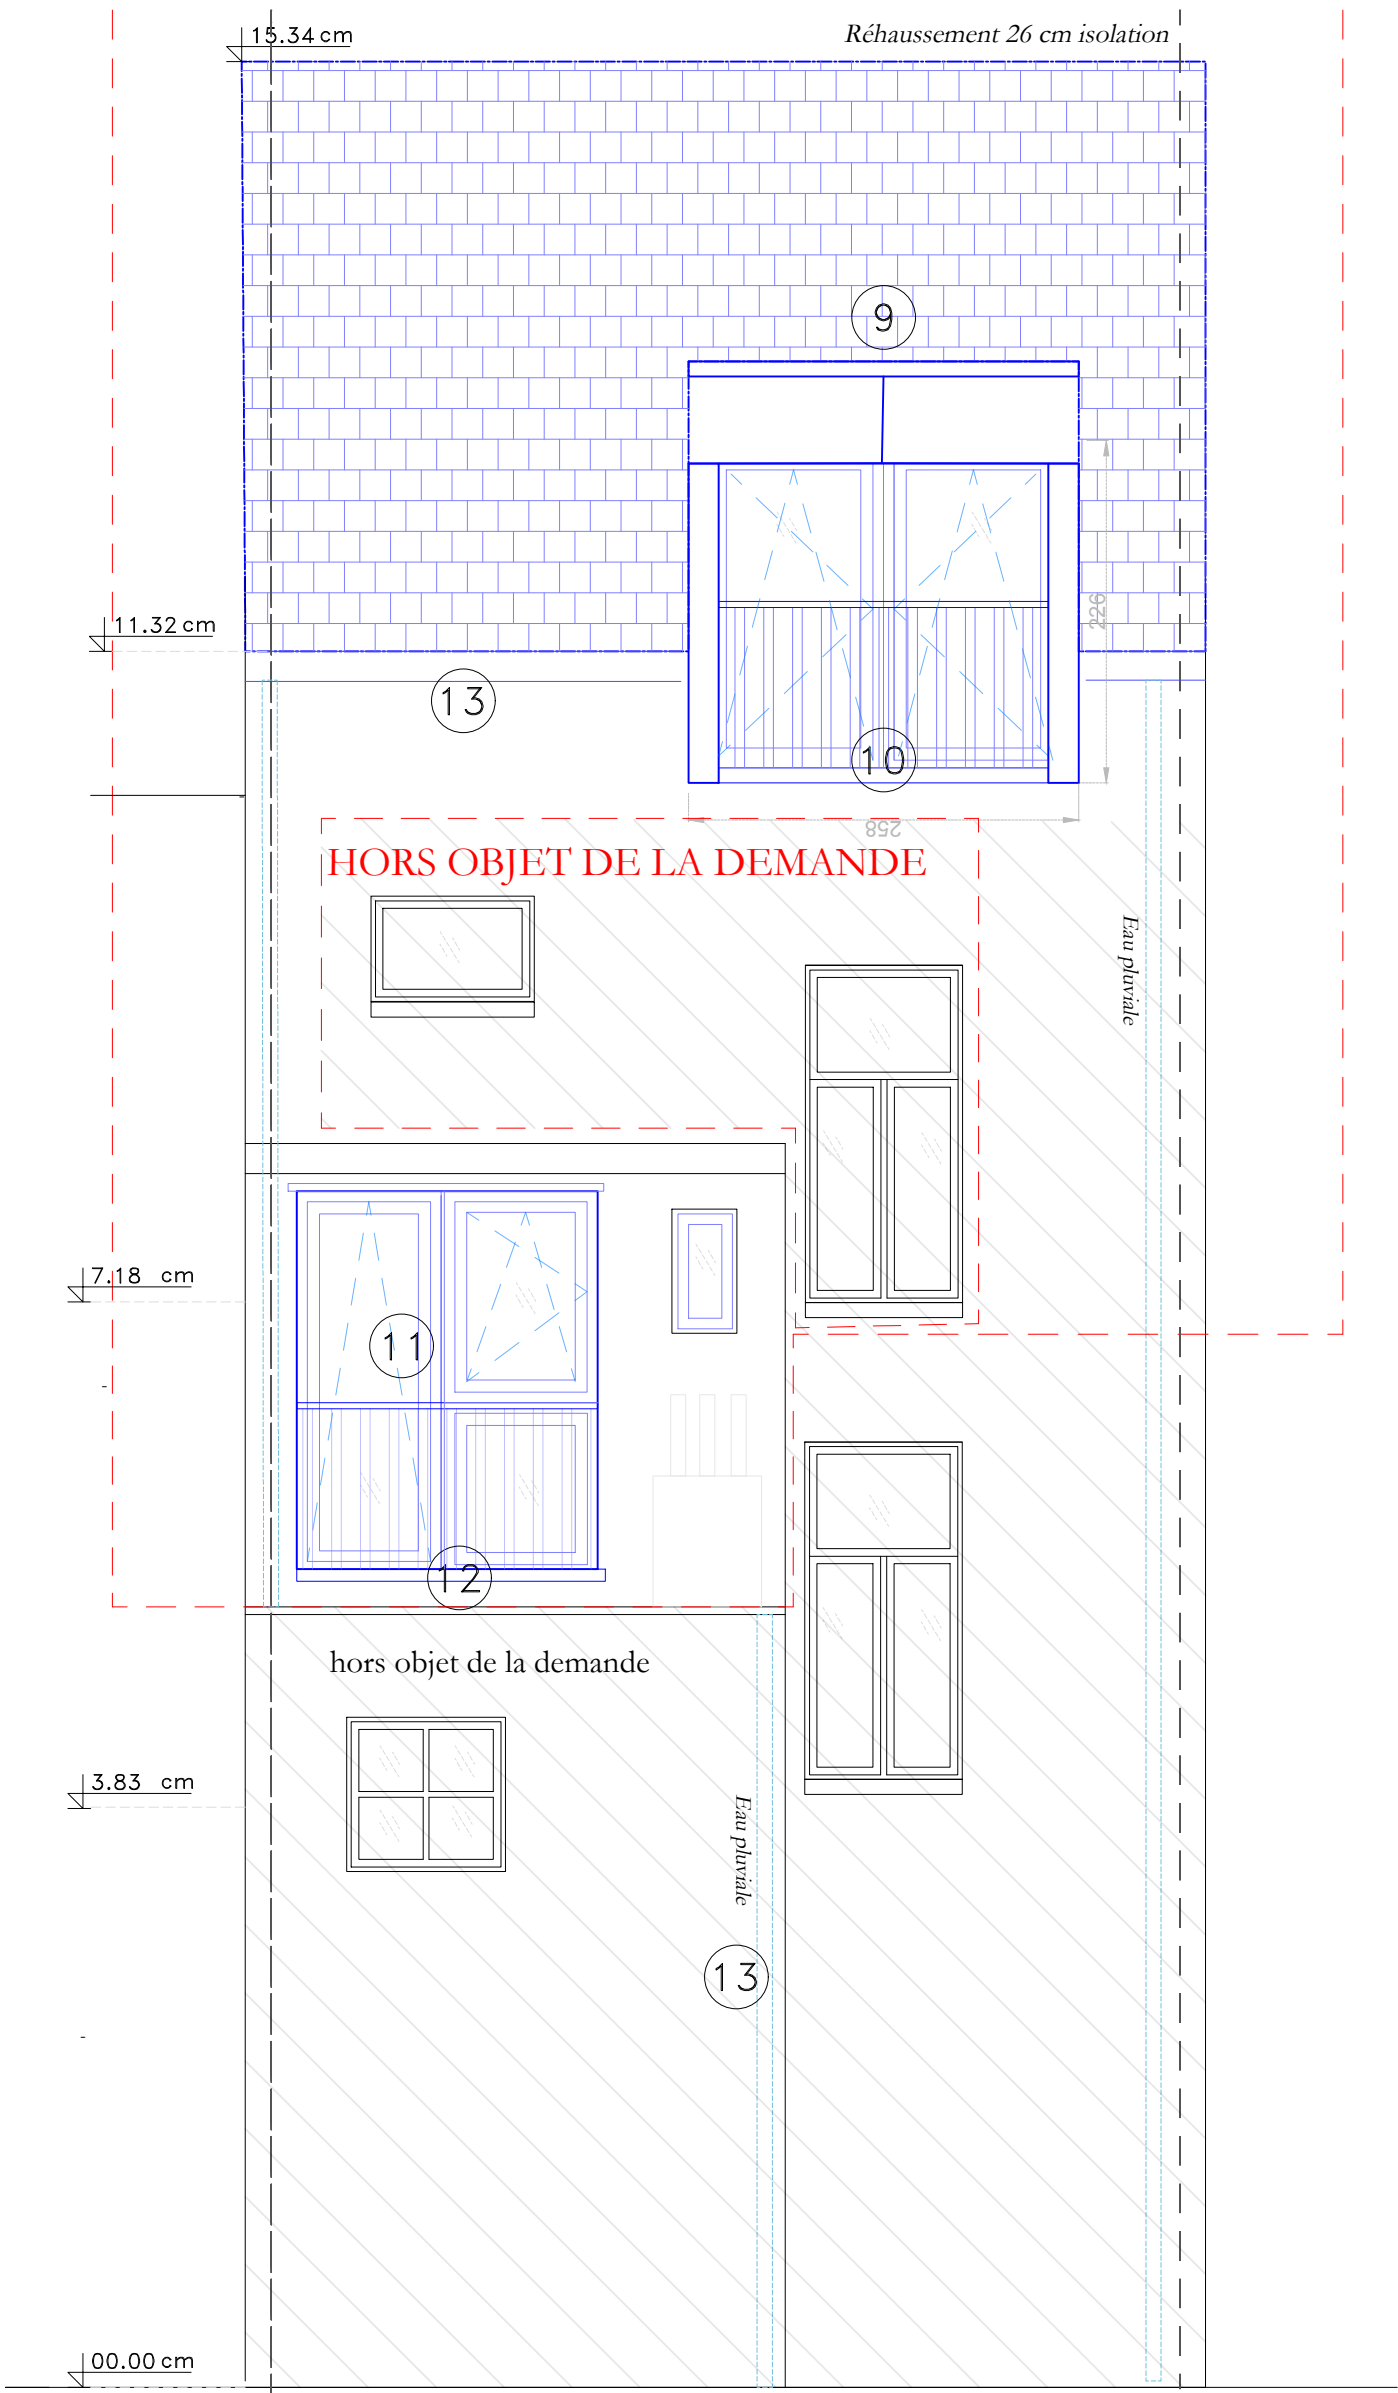 15.34 cm
Réhaussement 26 cm isolation
9
11.32 cm
226
13
10
258
HORS OBJET DE LA DEMANDE
Eau pluviale
7.18 cm
11
12
hors objet de la demande
3.83 cm
Eau pluviale
13
00.00 cm